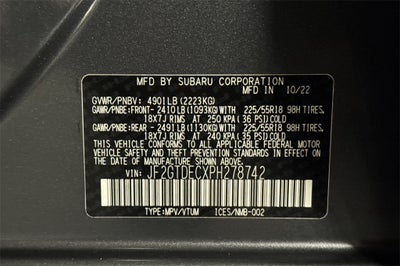 MFD BY SUBARU CORPORATION 10/22
GVWR/PNBV: 4901LB(2223KG)
GAWR/PNBE:FRONT- 2410LB(1093KG)WITH 225/55R18 98H TIRES,
18X7J RIMS AT 250 KPA(36 PSI)COLD
GAWR/PNBE:REAR - 2491LB(1130KG)WITH 225/55R18 98H TIRES,
18X7J RIMS AT 240 KPA(35 PSI)COLD
THIS VEHICLE CONFORMS TO ALL APPLICABLE FEDERAL MOTOR
VEHICLE SAFETY, BUMPER, AND THEFT PREVENTION STANDARDS
IN EFFECT ON THE DATE OF MANUFACTURE SHOWN ABOVE.
VIN: JF2GTDECXPH278742
TYPE:MPV/VTUM ICES/NMB-002